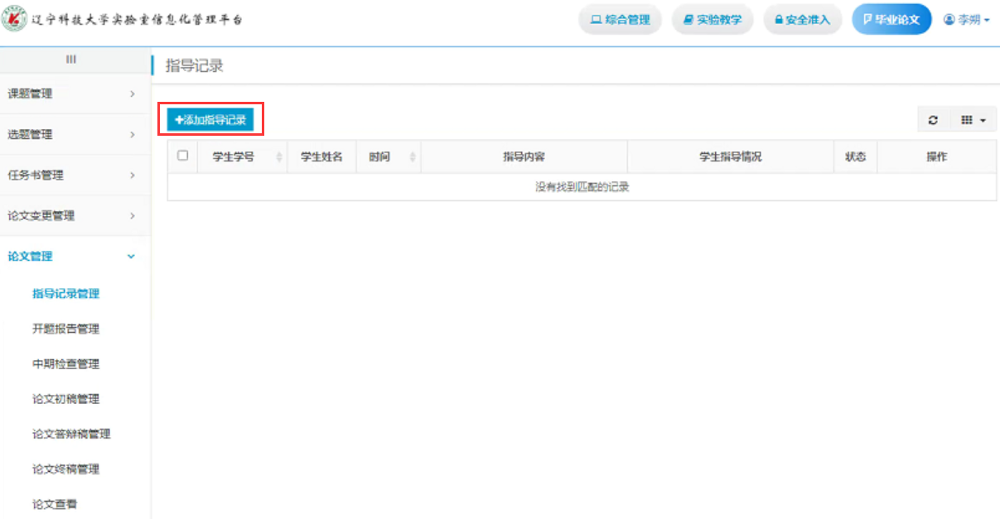 辽宁科技大学实验室信息化管理平台
综合管理 实验教学 安全准入 毕业论文 李朔
指导记录
课题管理
选题管理
任务书管理
论文变更管理
论文管理
指导记录管理
开题报告管理
中期检查管理
论文初稿管理
论文答辩稿管理
论文终稿管理
论文查看
+添加指导记录
学生学号 学生姓名 时间 指导内容 学生指导情况 状态 操作
没有找到匹配的记录